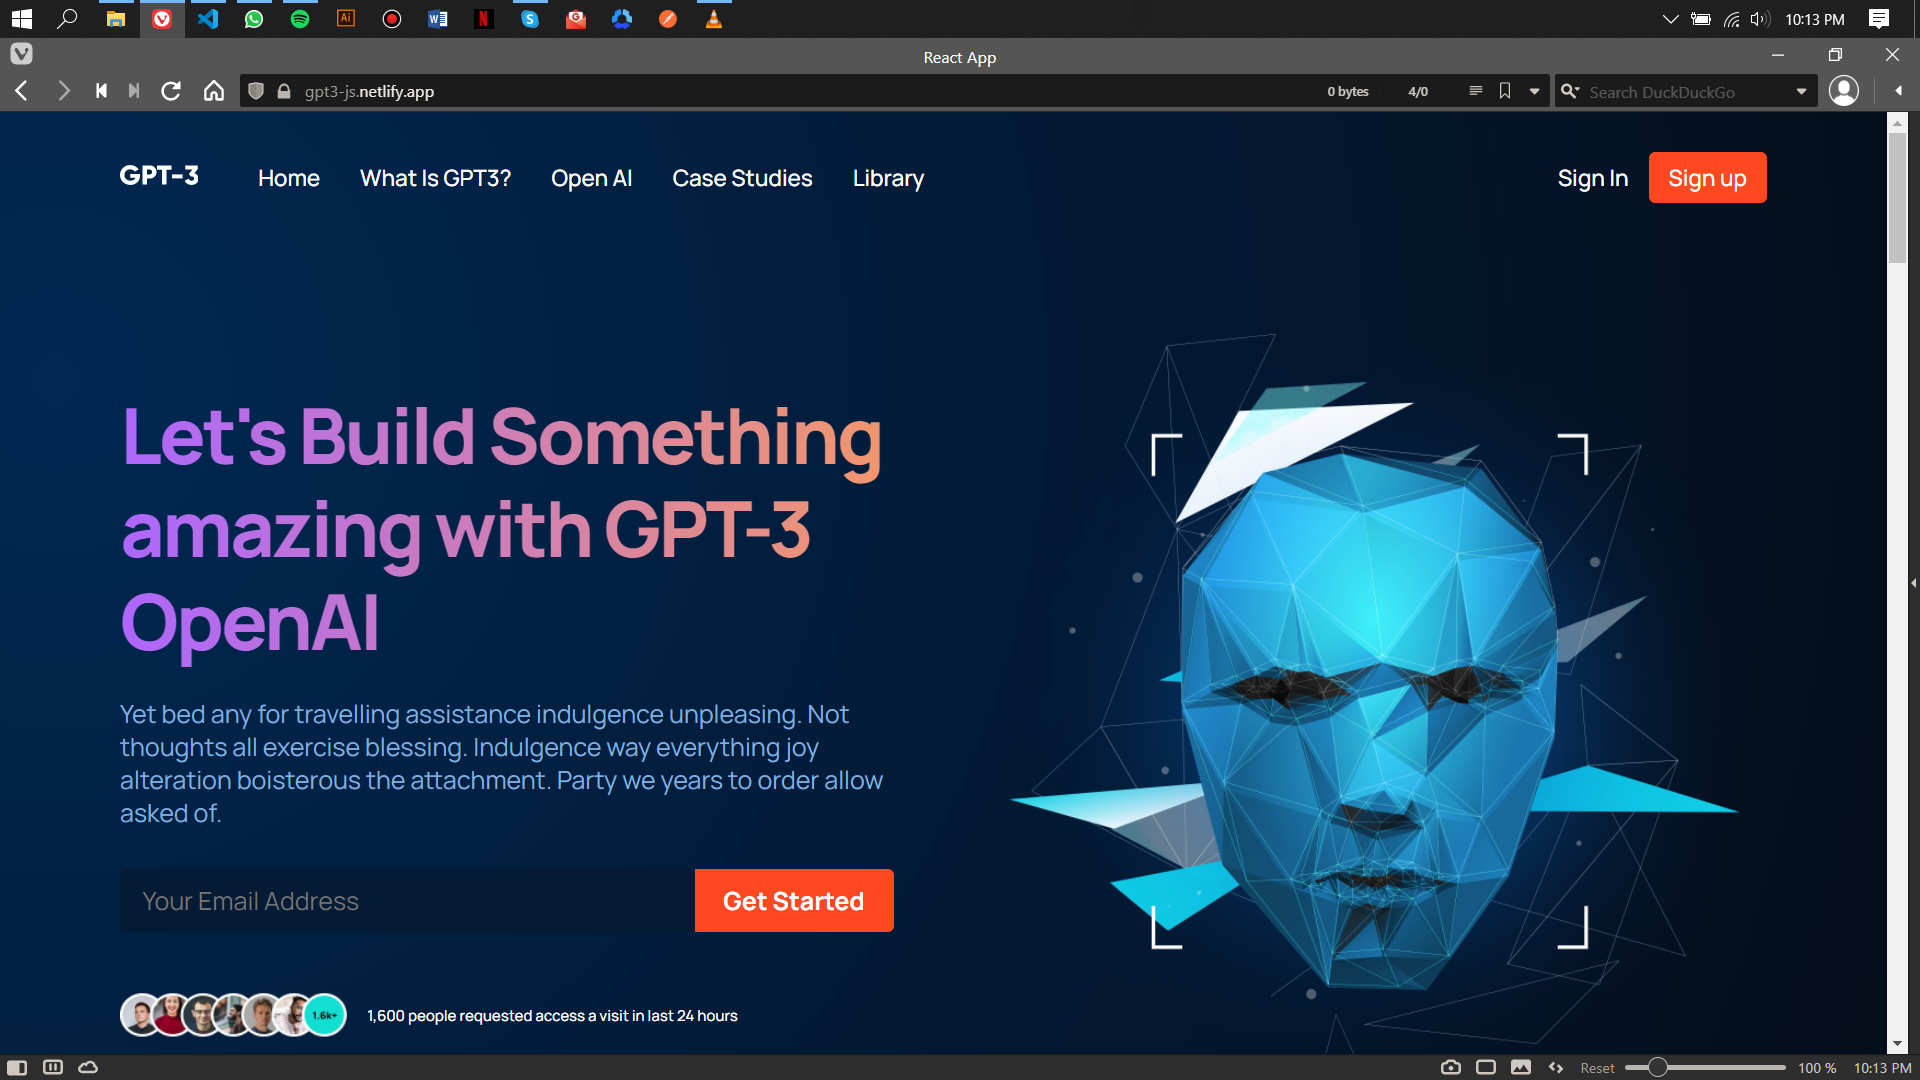 10:13 PM
React App
gpt3-js.netlify.app
0 bytes
4/0
Search DuckDuckGo
GPT-3
Home
What Is GPT3?
Open AI
Case Studies
Library
Sign In
Sign up
Let's Build Something
amazing with GPT-3
OpenAI
Yet bed any for travelling assistance indulgence unpleasing. Not
thoughts all exercise blessing. Indulgence way everything joy
alteration boisterous the attachment. Party we years to order allow
asked of.
Your Email Address
Get Started
1.6k+
1,600 people requested access a visit in last 24 hours
Reset
100 %
10:13 PM